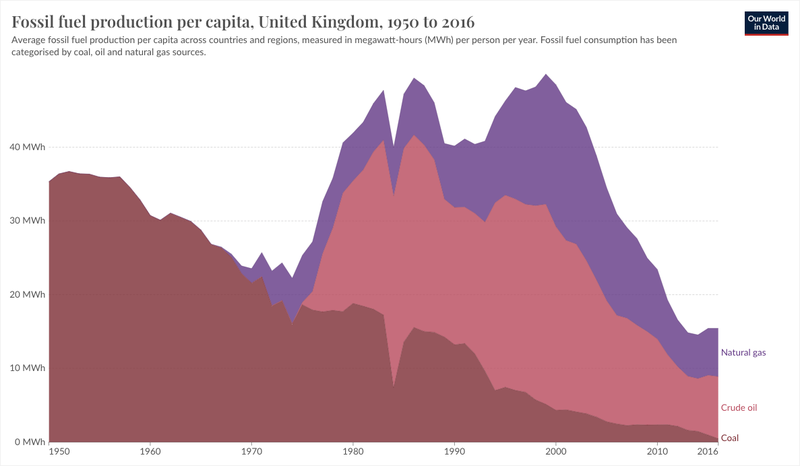 Fossil fuel production per capita, United Kingdom, 1950 to 2016
Our World
in Data
Average fossil fuel production per capita across countries and regions, measured in megawatt-hours (MWh) per person per year. Fossil fuel consumption has been
categorised by coal, oil and natural gas sources.
40 MWh
30 MWh
20 MWh
10 MWh
0 MWh
Natural gas
Crude oil
Coal
1950
1960
1970
1980
1990
2000
2010
2016